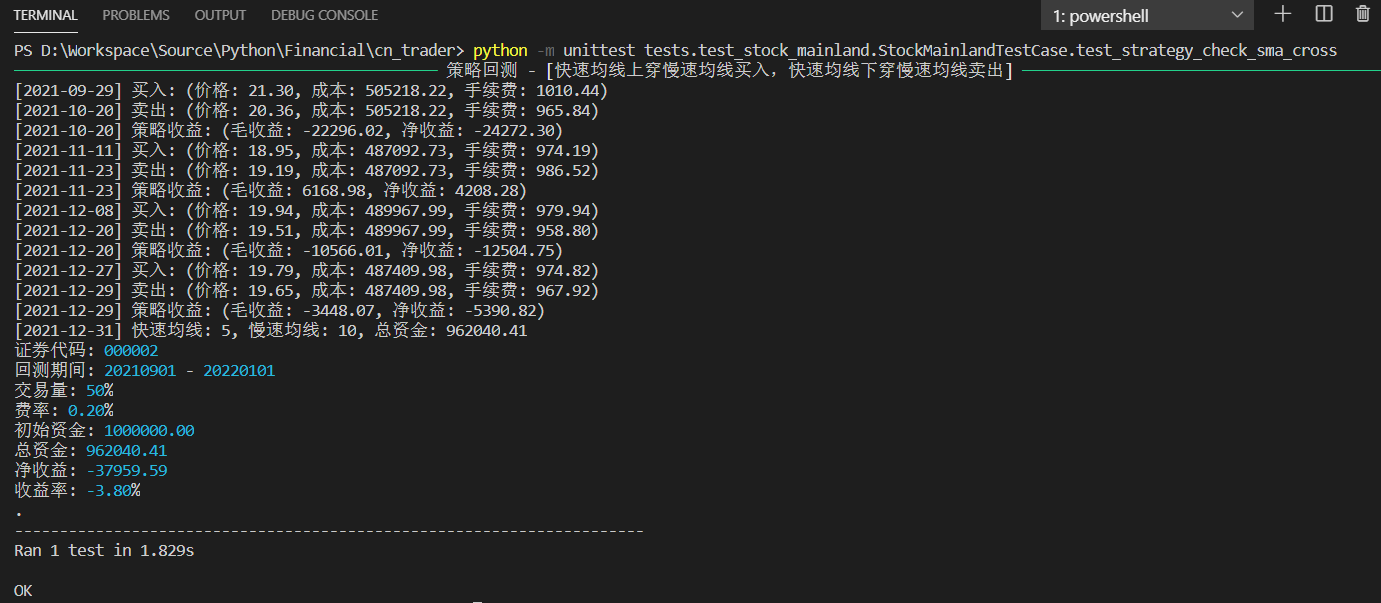 TERMINAL PROBLEMS OUTPUT DEBUG CONSOLE 1: powershell
PS D:\Workspace\Source\Python\Financial\cn_trader> python -m unittest tests.test_stock_mainland.StockMainlandTestCase.test_strategy_check_sma_cross
策略回测 - [快速均线上穿慢速均线买入，快速均线下穿慢速均线卖出]
[2021-09-29] 买入: (价格: 21.30, 成本: 505218.22, 手续费: 1010.44)
[2021-10-20] 卖出: (价格: 20.36, 成本: 505218.22, 手续费: 965.84)
[2021-10-20] 策略收益: (毛收益: -22296.02, 净收益: -24272.30)
[2021-11-11] 买入: (价格: 18.95, 成本: 487092.73, 手续费: 974.19)
[2021-11-23] 卖出: (价格: 19.19, 成本: 487092.73, 手续费: 986.52)
[2021-11-23] 策略收益: (毛收益: 6168.98, 净收益: 4208.28)
[2021-12-08] 买入: (价格: 19.94, 成本: 489967.99, 手续费: 979.94)
[2021-12-20] 卖出: (价格: 19.51, 成本: 489967.99, 手续费: 958.80)
[2021-12-20] 策略收益: (毛收益: -10566.01, 净收益: -12504.75)
[2021-12-27] 买入: (价格: 19.79, 成本: 487409.98, 手续费: 974.82)
[2021-12-29] 卖出: (价格: 19.65, 成本: 487409.98, 手续费: 967.92)
[2021-12-29] 策略收益: (毛收益: -3448.07, 净收益: -5390.82)
[2021-12-31] 快速均线: 5, 慢速均线: 10, 总资金: 962040.41
证券代码: 000002
回测期间: 20210901 - 20220101
交易量: 50%
费率: 0.20%
初始资金: 1000000.00
总资金: 962040.41
净收益: -37959.59
收益率: -3.80%
.
----------------------------------------------------------------------
Ran 1 test in 1.829s
OK